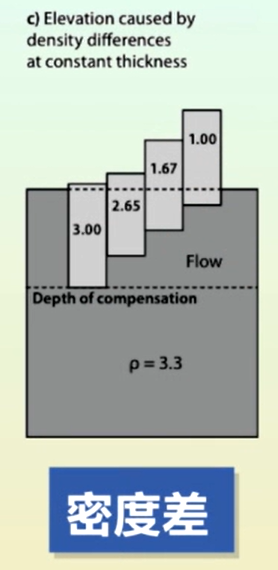 c) Elevation caused by
density differences
at constant thickness
1.00
1.67
2.65
3.00
Flow
Depth of compensation
ρ = 3.3
密度差